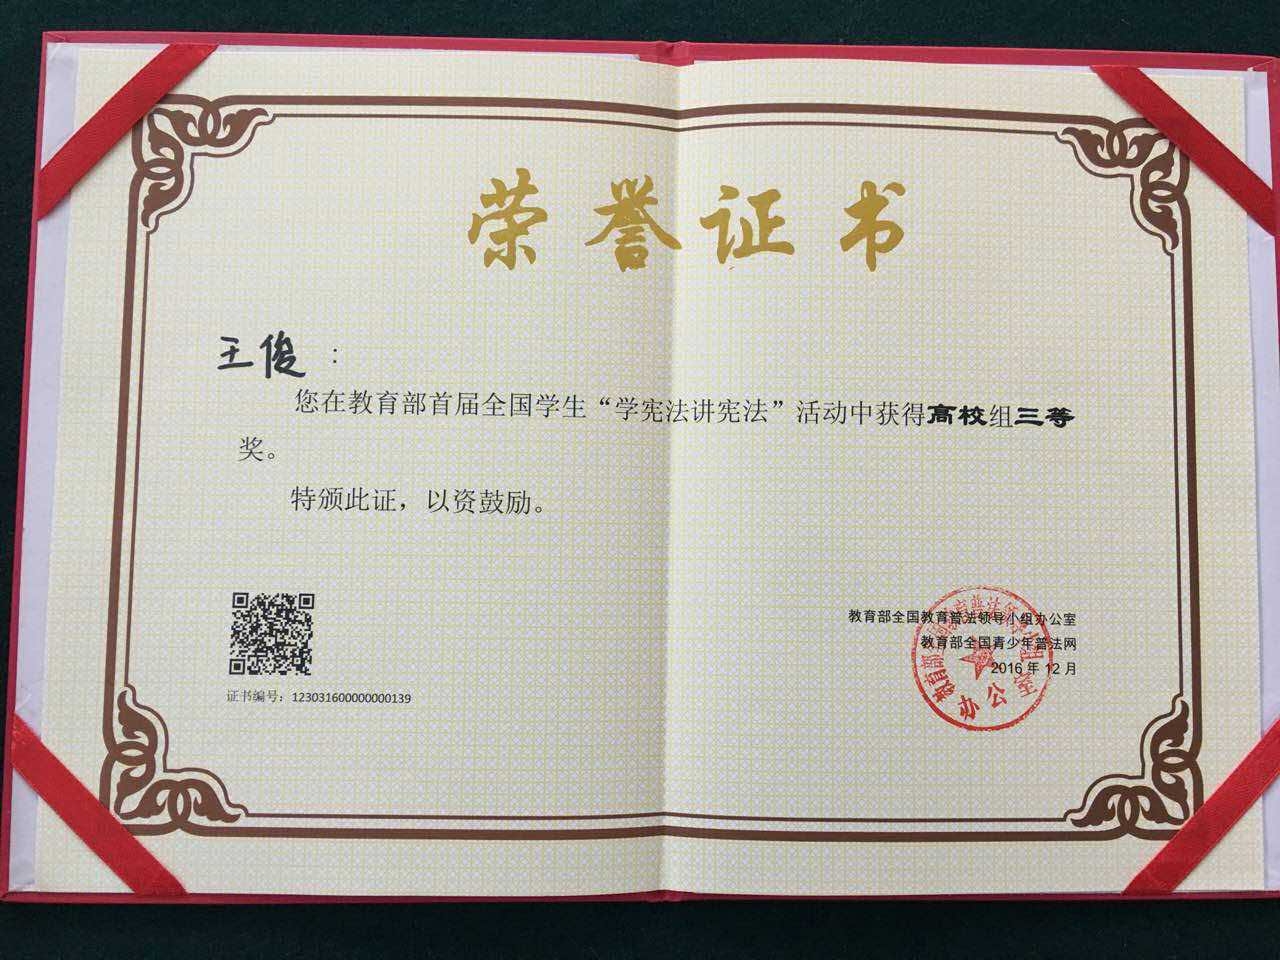 荣誉证书
王俊：
您在教育部首届全国学生“学宪法讲宪法”活动中获得高校组三等
奖。
特颁此证，以资鼓励。
教育部全国教育普法领导小组办公室
教育部全国青少年普法网
2016年12月
证书编号：123031600000000139
办公室